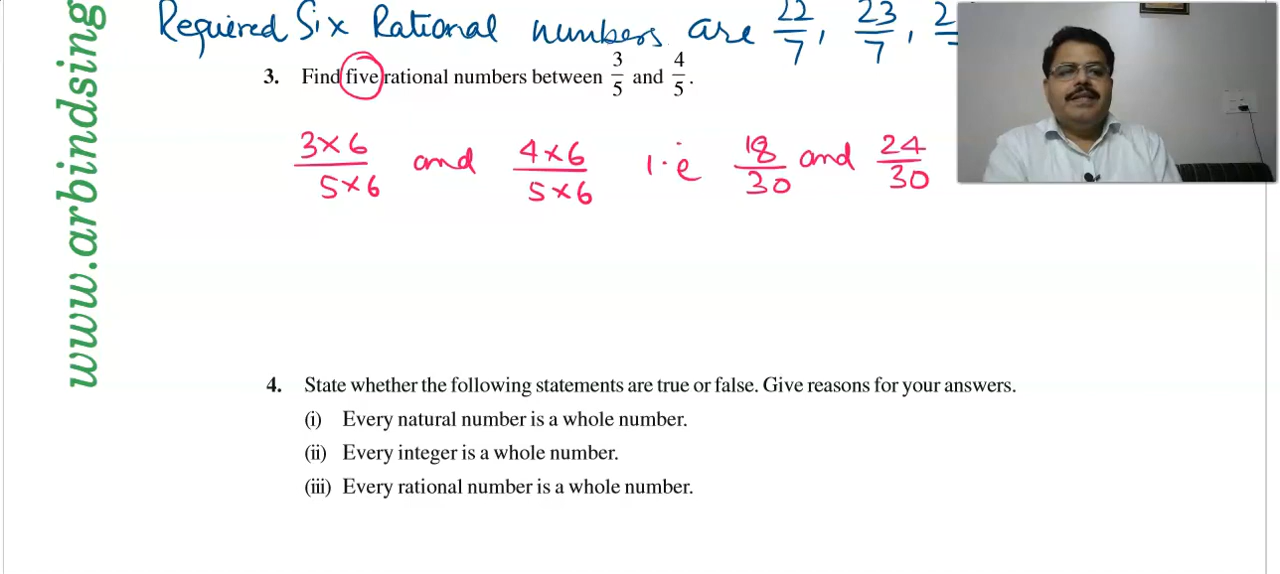 Required Six Rational numbers are 22/7, 23/7, 2
3. Find five rational numbers between 3/5 and 4/5.
3×6/5×6 and 4×6/5×6 i.e 18/30 and 24/30
4. State whether the following statements are true or false. Give reasons for your answers.
(i) Every natural number is a whole number.
(ii) Every integer is a whole number.
(iii) Every rational number is a whole number.
www.arbindsing